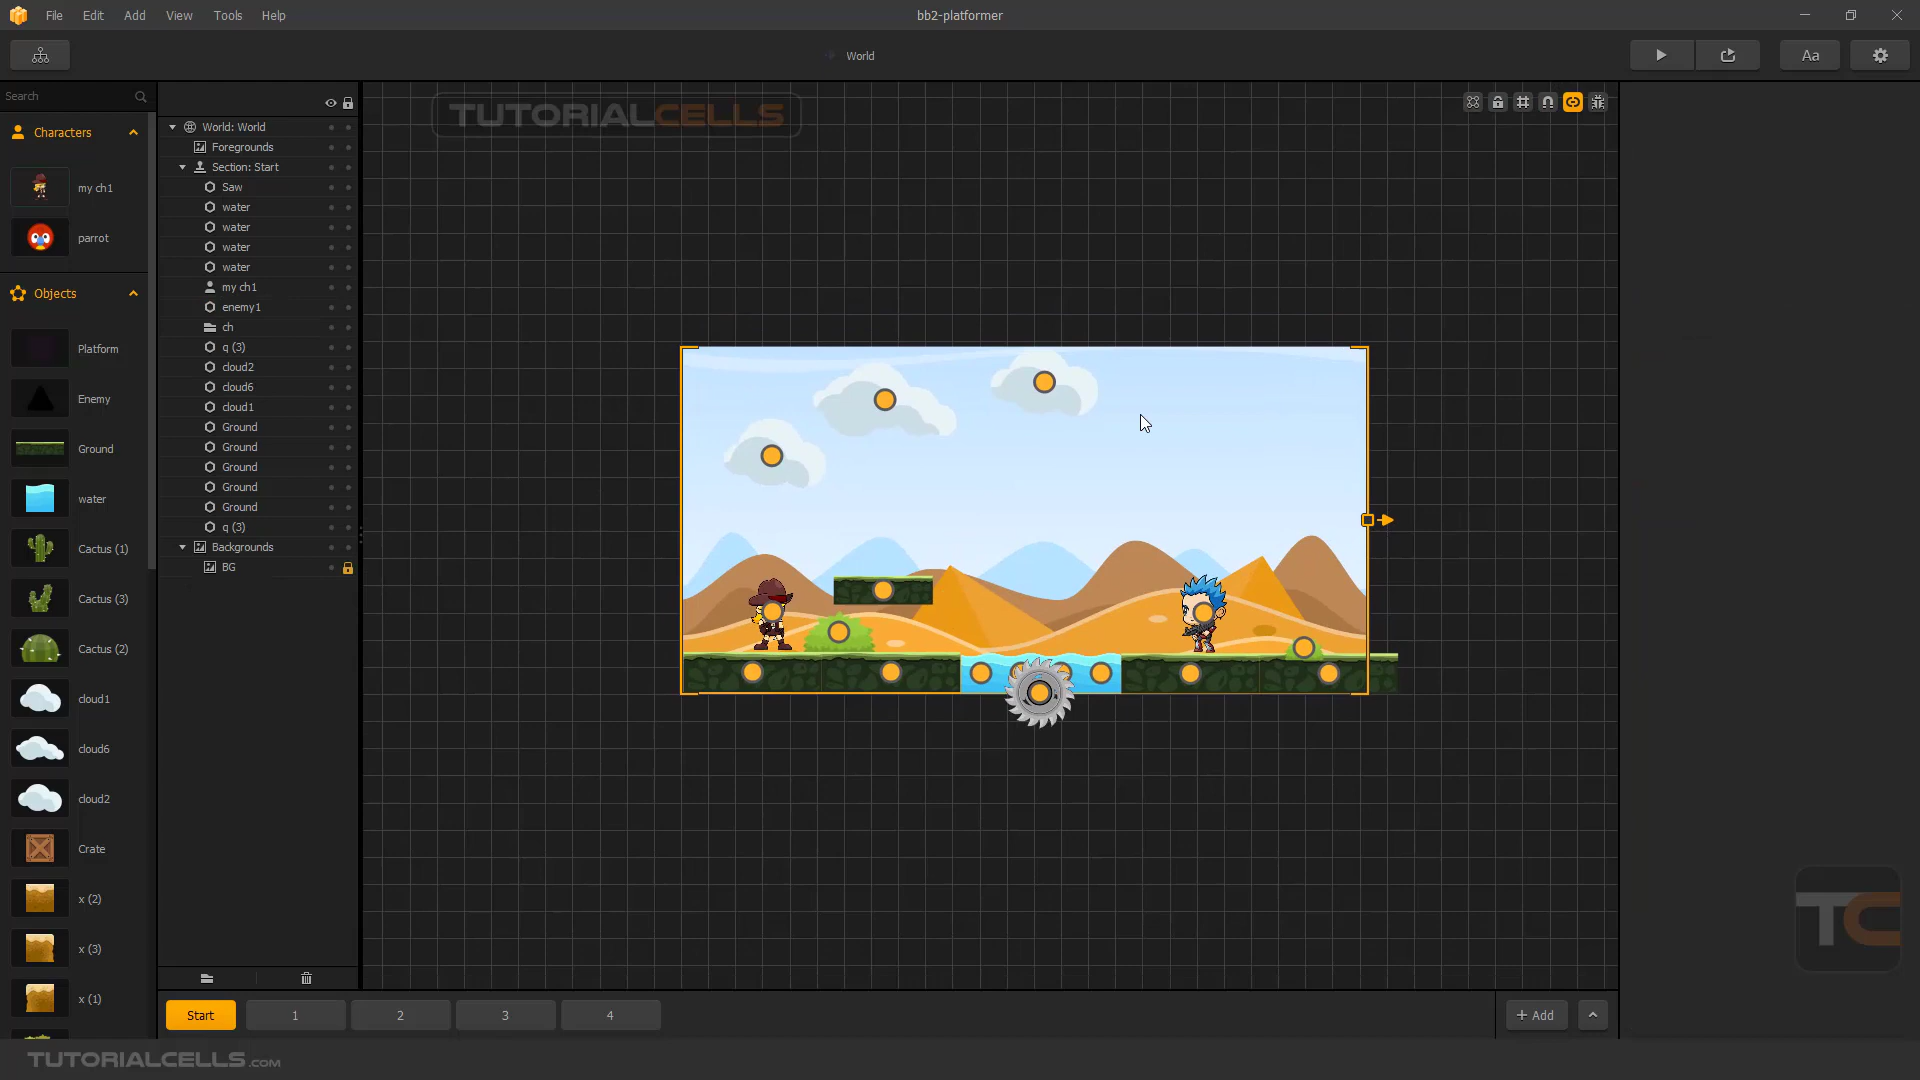 File Edit Add View Tools Help
bb2-platformer
World
Aa
Search
TUTORIALCELLS
Characters
my ch1
parrot
Objects
Platform
Enemy
Ground
water
Cactus (1)
Cactus (3)
Cactus (2)
cloud1
cloud6
cloud2
Crate
x (2)
x (3)
x (1)
World: World
Foregrounds
Section: Start
Saw
water
water
water
water
my ch1
enemy1
ch
q (3)
cloud2
cloud6
cloud1
Ground
Ground
Ground
Ground
Ground
q (3)
Backgrounds
BG
TC
Start 1 2 3 4
+ Add
TUTORIALCELLS.COM